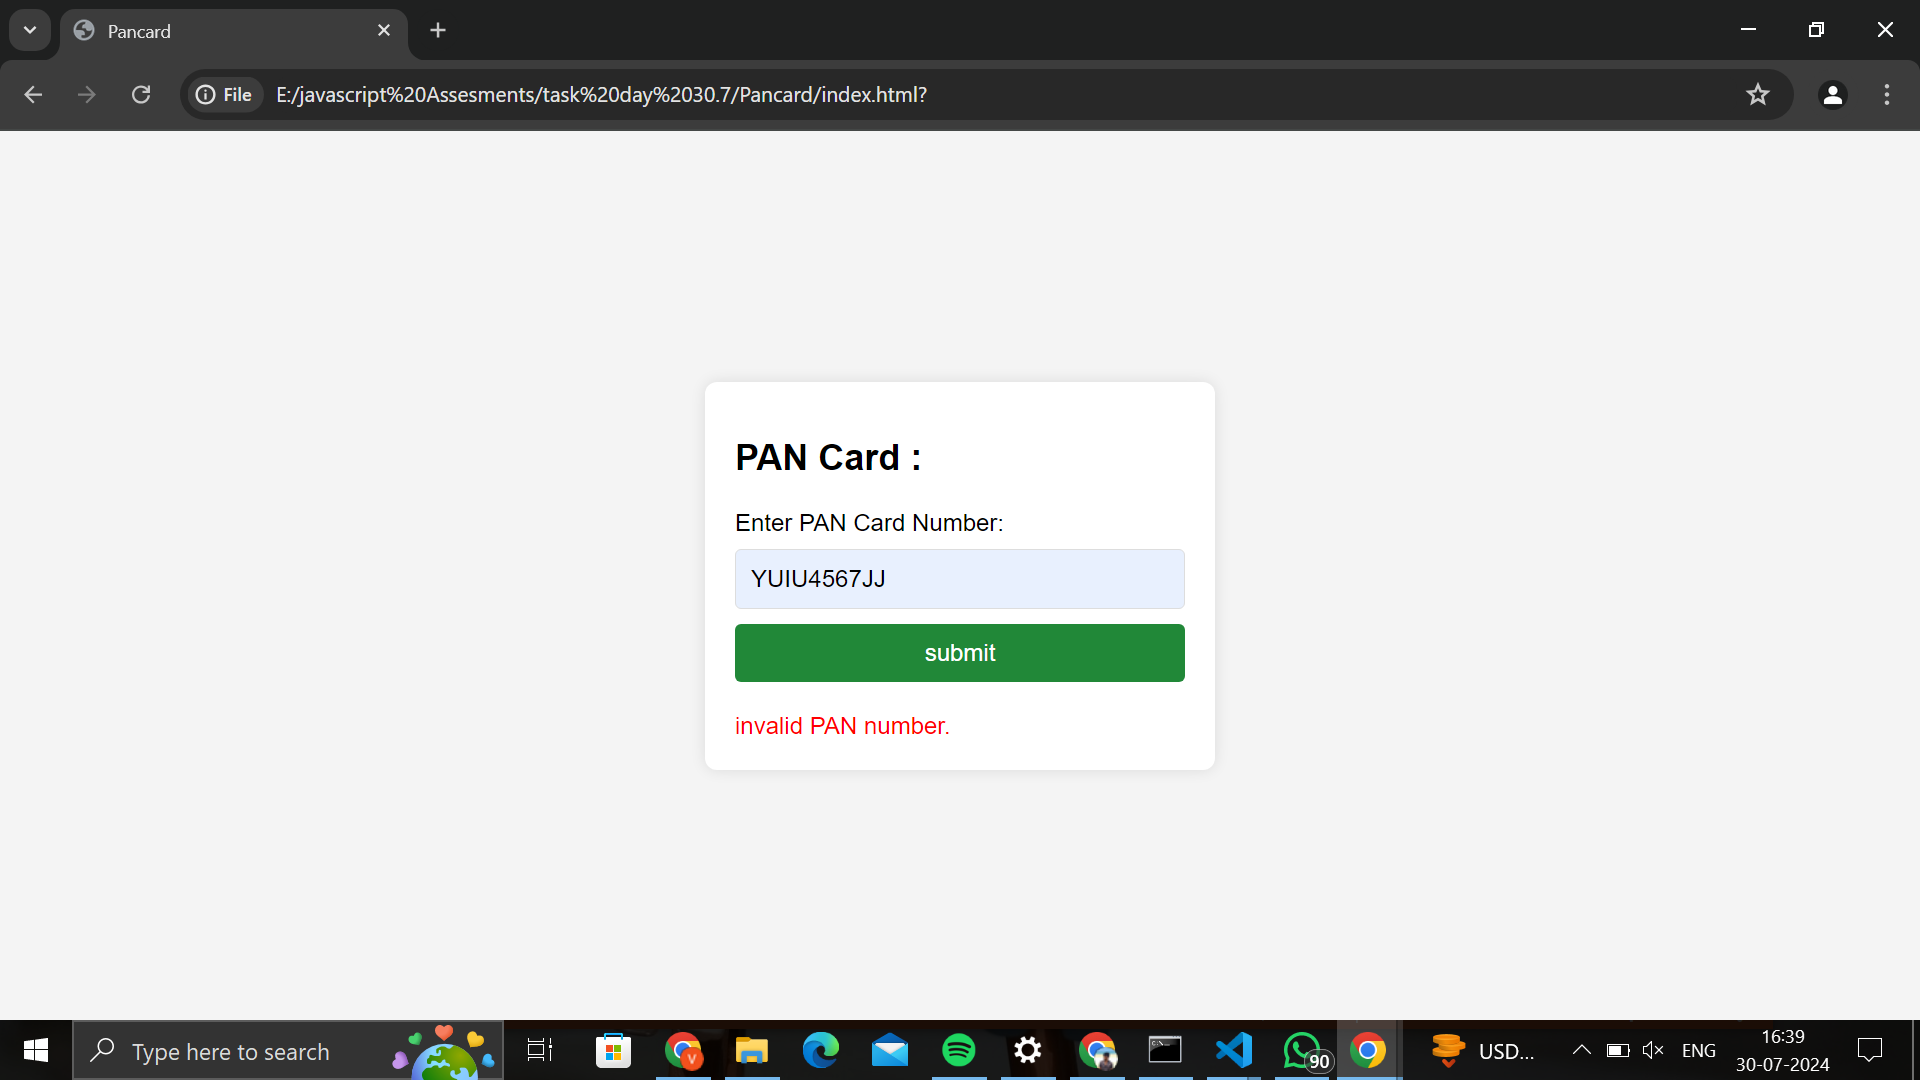 Pancard
File E:/javascript%20Assesments/task%20day%2030.7/Pancard/index.html?
PAN Card :
Enter PAN Card Number:
YUIU4567JJ
submit
invalid PAN number.
Type here to search
V
90
USD...
ENG
16:39
30-07-2024